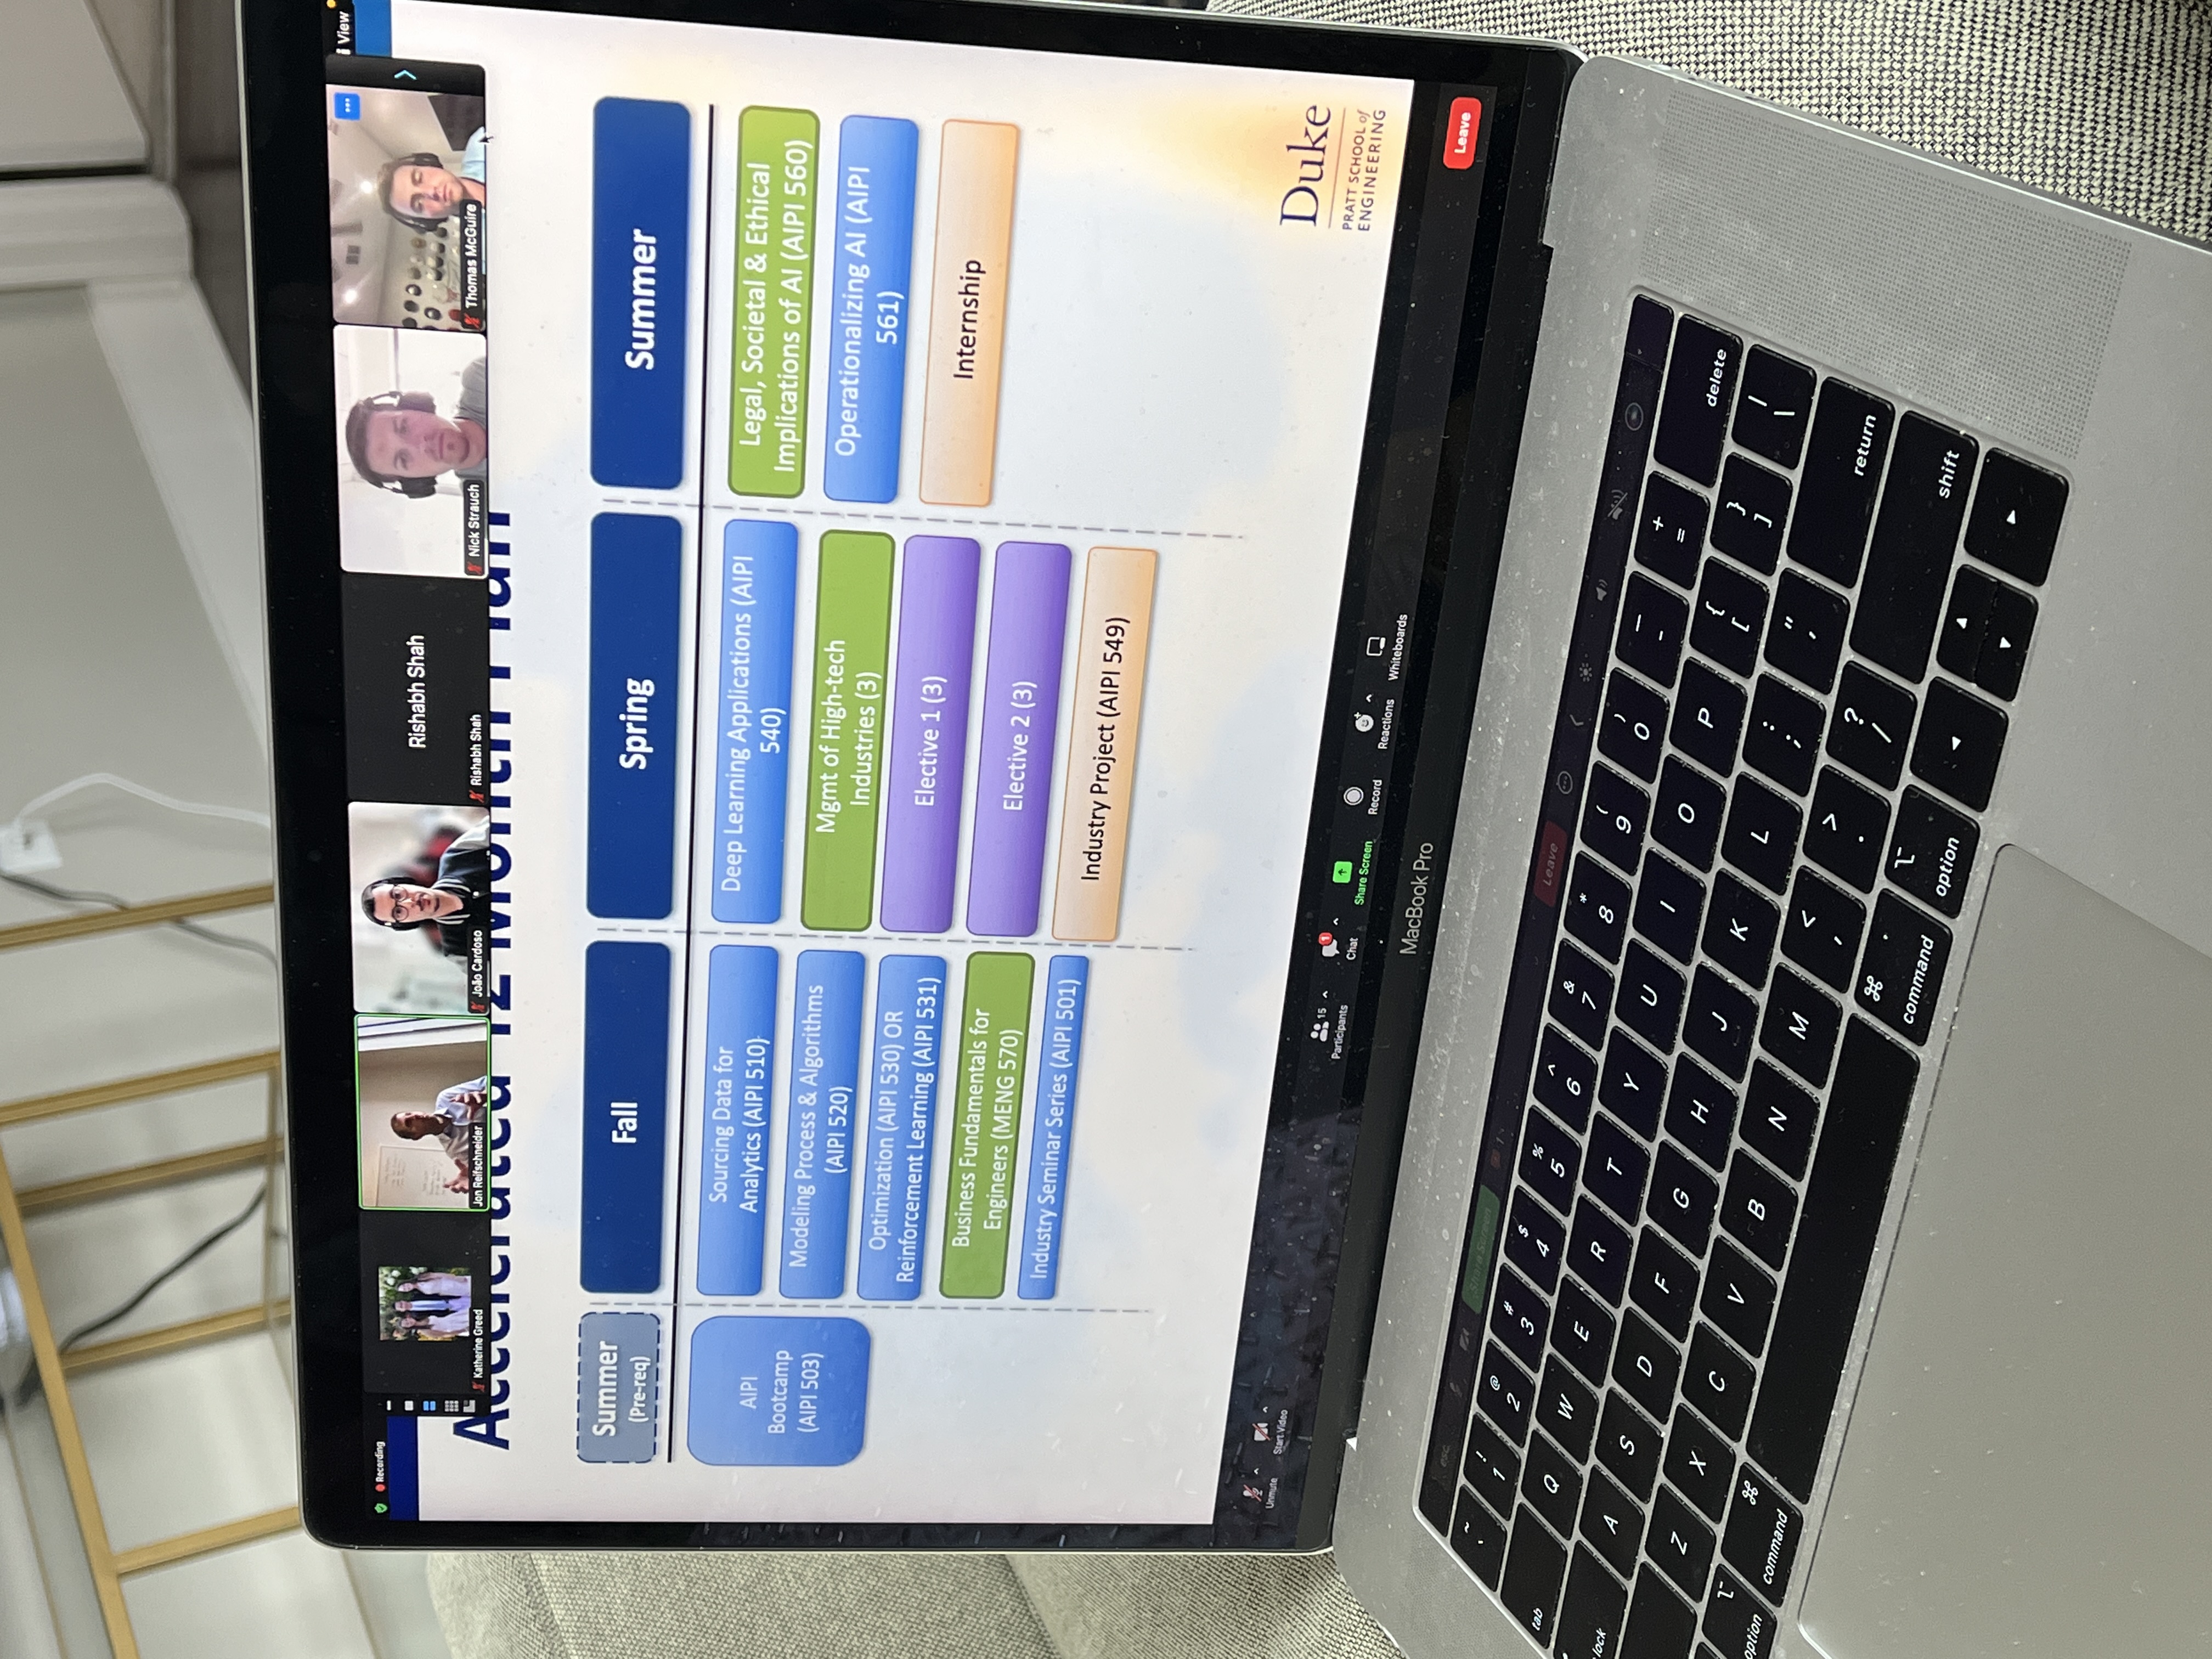 Recording
View
Rishabh Shah
Katherine Greed
Jon Reifschneider
João Cardoso
Rishabh Shah
Nick Strauch
Thomas McGuire
Accelerated 12 Month Plan
Summer
(Pre-req)
Fall
Spring
Summer
AIPI
Bootcamp
(AIPI 503)
Sourcing Data for
Analytics (AIPI 510)
Modeling Process & Algorithms
(AIPI 520)
Optimization (AIPI 530) OR
Reinforcement Learning (AIPI 531)
Business Fundamentals for
Engineers (MENG 570)
Industry Seminar Series (AIPI 501)
Deep Learning Applications (AIPI
540)
Mgmt of High-tech
Industries (3)
Elective 1 (3)
Elective 2 (3)
Industry Project (AIPI 549)
Legal, Societal & Ethical
Implications of AI (AIPI 560)
Operationalizing AI (AIPI
561)
Internship
Duke
PRATT SCHOOL of
ENGINEERING
Unmute
Start Video
15
Participants
1
Chat
Share Screen
Record
Reactions
Whiteboards
Leave
MacBook Pro
esc
Share Screen
1
Leave
~ `
! 1
@ 2
# 3
$ 4
% 5
^ 6
& 7
* 8
( 9
) 0
— -
+ =
delete
tab
Q W E R T Y U I O P { [ } ] | \
lock
A S D F G H J K L : ; " '
return
Z X C V B N M < , > . ? /
shift
option
⌘
command
⌘
command
option